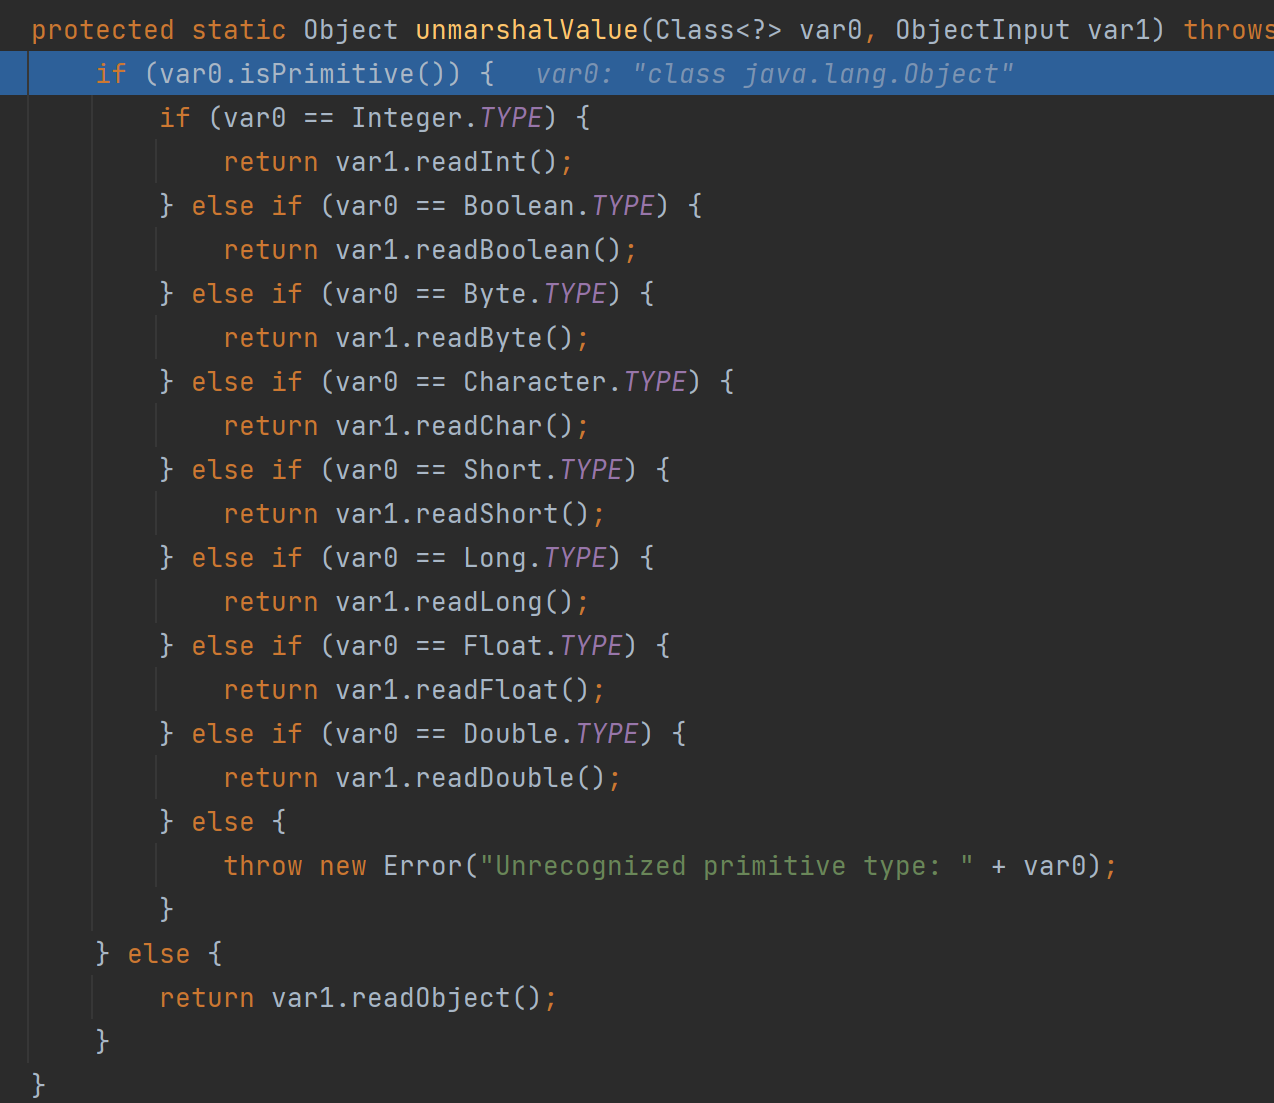 protected static Object unmarshalValue(Class<?> var0, ObjectInput var1) throws
if (var0.isPrimitive()) {   var0: "class java.lang.Object"
if (var0 == Integer.TYPE) {
return var1.readInt();
} else if (var0 == Boolean.TYPE) {
return var1.readBoolean();
} else if (var0 == Byte.TYPE) {
return var1.readByte();
} else if (var0 == Character.TYPE) {
return var1.readChar();
} else if (var0 == Short.TYPE) {
return var1.readShort();
} else if (var0 == Long.TYPE) {
return var1.readLong();
} else if (var0 == Float.TYPE) {
return var1.readFloat();
} else if (var0 == Double.TYPE) {
return var1.readDouble();
} else {
throw new Error("Unrecognized primitive type: " + var0);
}
} else {
return var1.readObject();
}
}